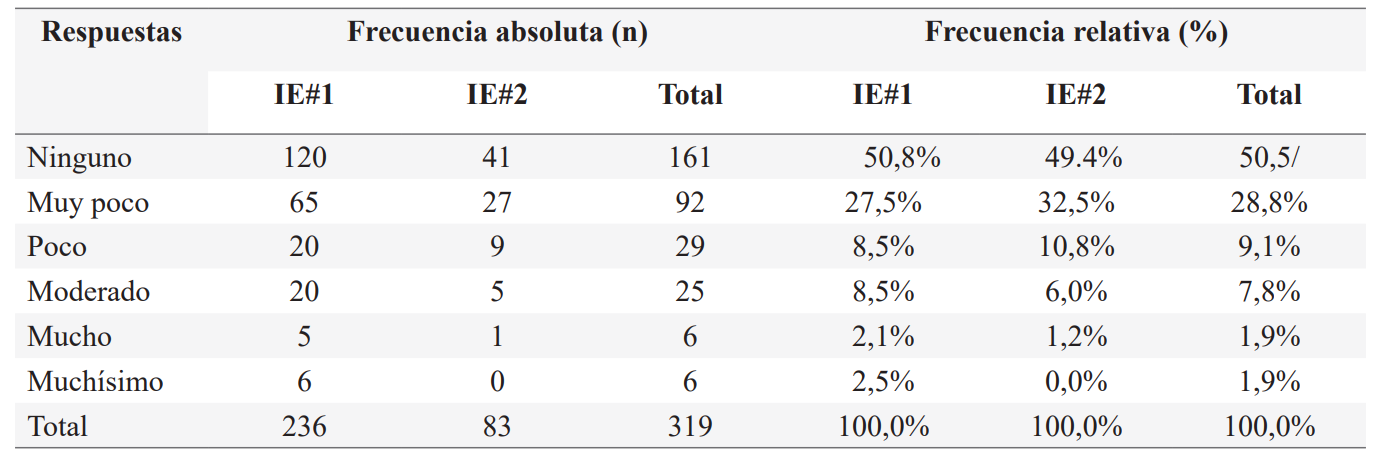 Respuestas Frecuencia absoluta (n) Frecuencia relativa (%)
IE#1 IE#2 Total IE#1 IE#2 Total
Ninguno 120 41 161 50,8% 49.4% 50,5/
Muy poco 65 27 92 27,5% 32,5% 28,8%
Poco 20 9 29 8,5% 10,8% 9,1%
Moderado 20 5 25 8,5% 6,0% 7,8%
Mucho 5 1 6 2,1% 1,2% 1,9%
Muchísimo 6 0 6 2,5% 0,0% 1,9%
Total 236 83 319 100,0% 100,0% 100,0%